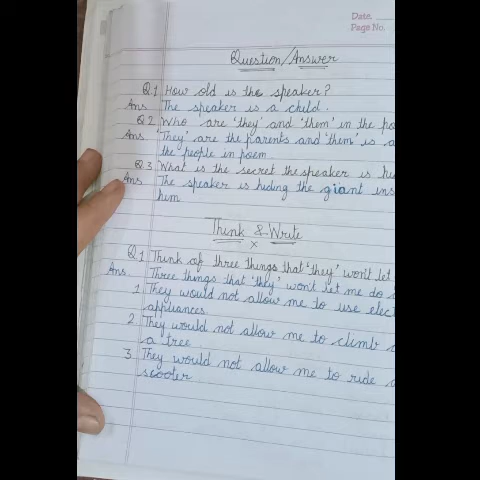 Date
Page No.
Question/Answer
Q.1 How old is the speaker?
Ans The speaker is a child.
Q.2 Who are 'they' and 'them' in the
Ans 'They' are the parents and 'them' is
the people in poem.
Q.3 What is the secret the speaker is
Ans The speaker is hiding the giant
him
Think & Write
x
Q.1 Think of three things that 'they' won't let
Ans. Three things that 'they' won't let me do
1. They would not allow me to use
appliances.
2. They would not allow me to climb
a tree.
3. They would not allow me to ride
scooter